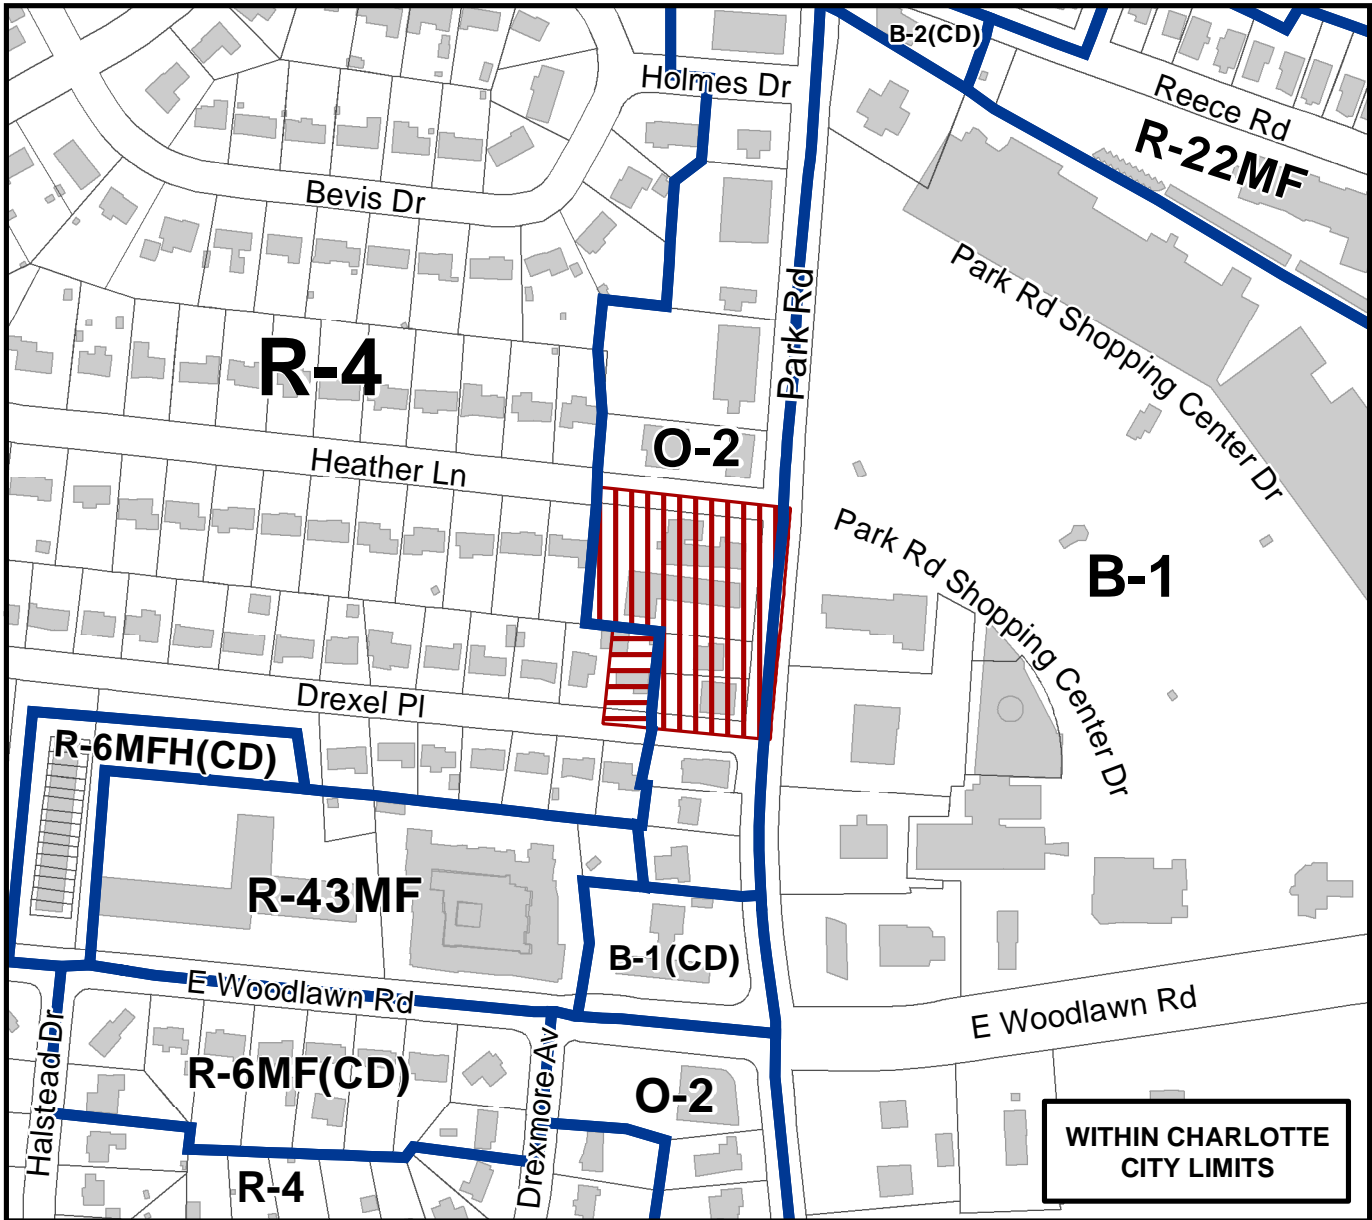 B-2(CD)
Holmes Dr
Reece Rd
R-22MF
Bevis Dr
Park Rd
Park Rd Shopping Center Dr
R-4
O-2
Heather Ln
Park Rd Shopping Center Dr
B-1
Drexel Pl
R-6MFH(CD)
R-43MF
B-1(CD)
E Woodlawn Rd
E Woodlawn Rd
Halstead Dr
R-6MF(CD)
Drexmore Av
O-2
R-4
WITHIN CHARLOTTE
CITY LIMITS